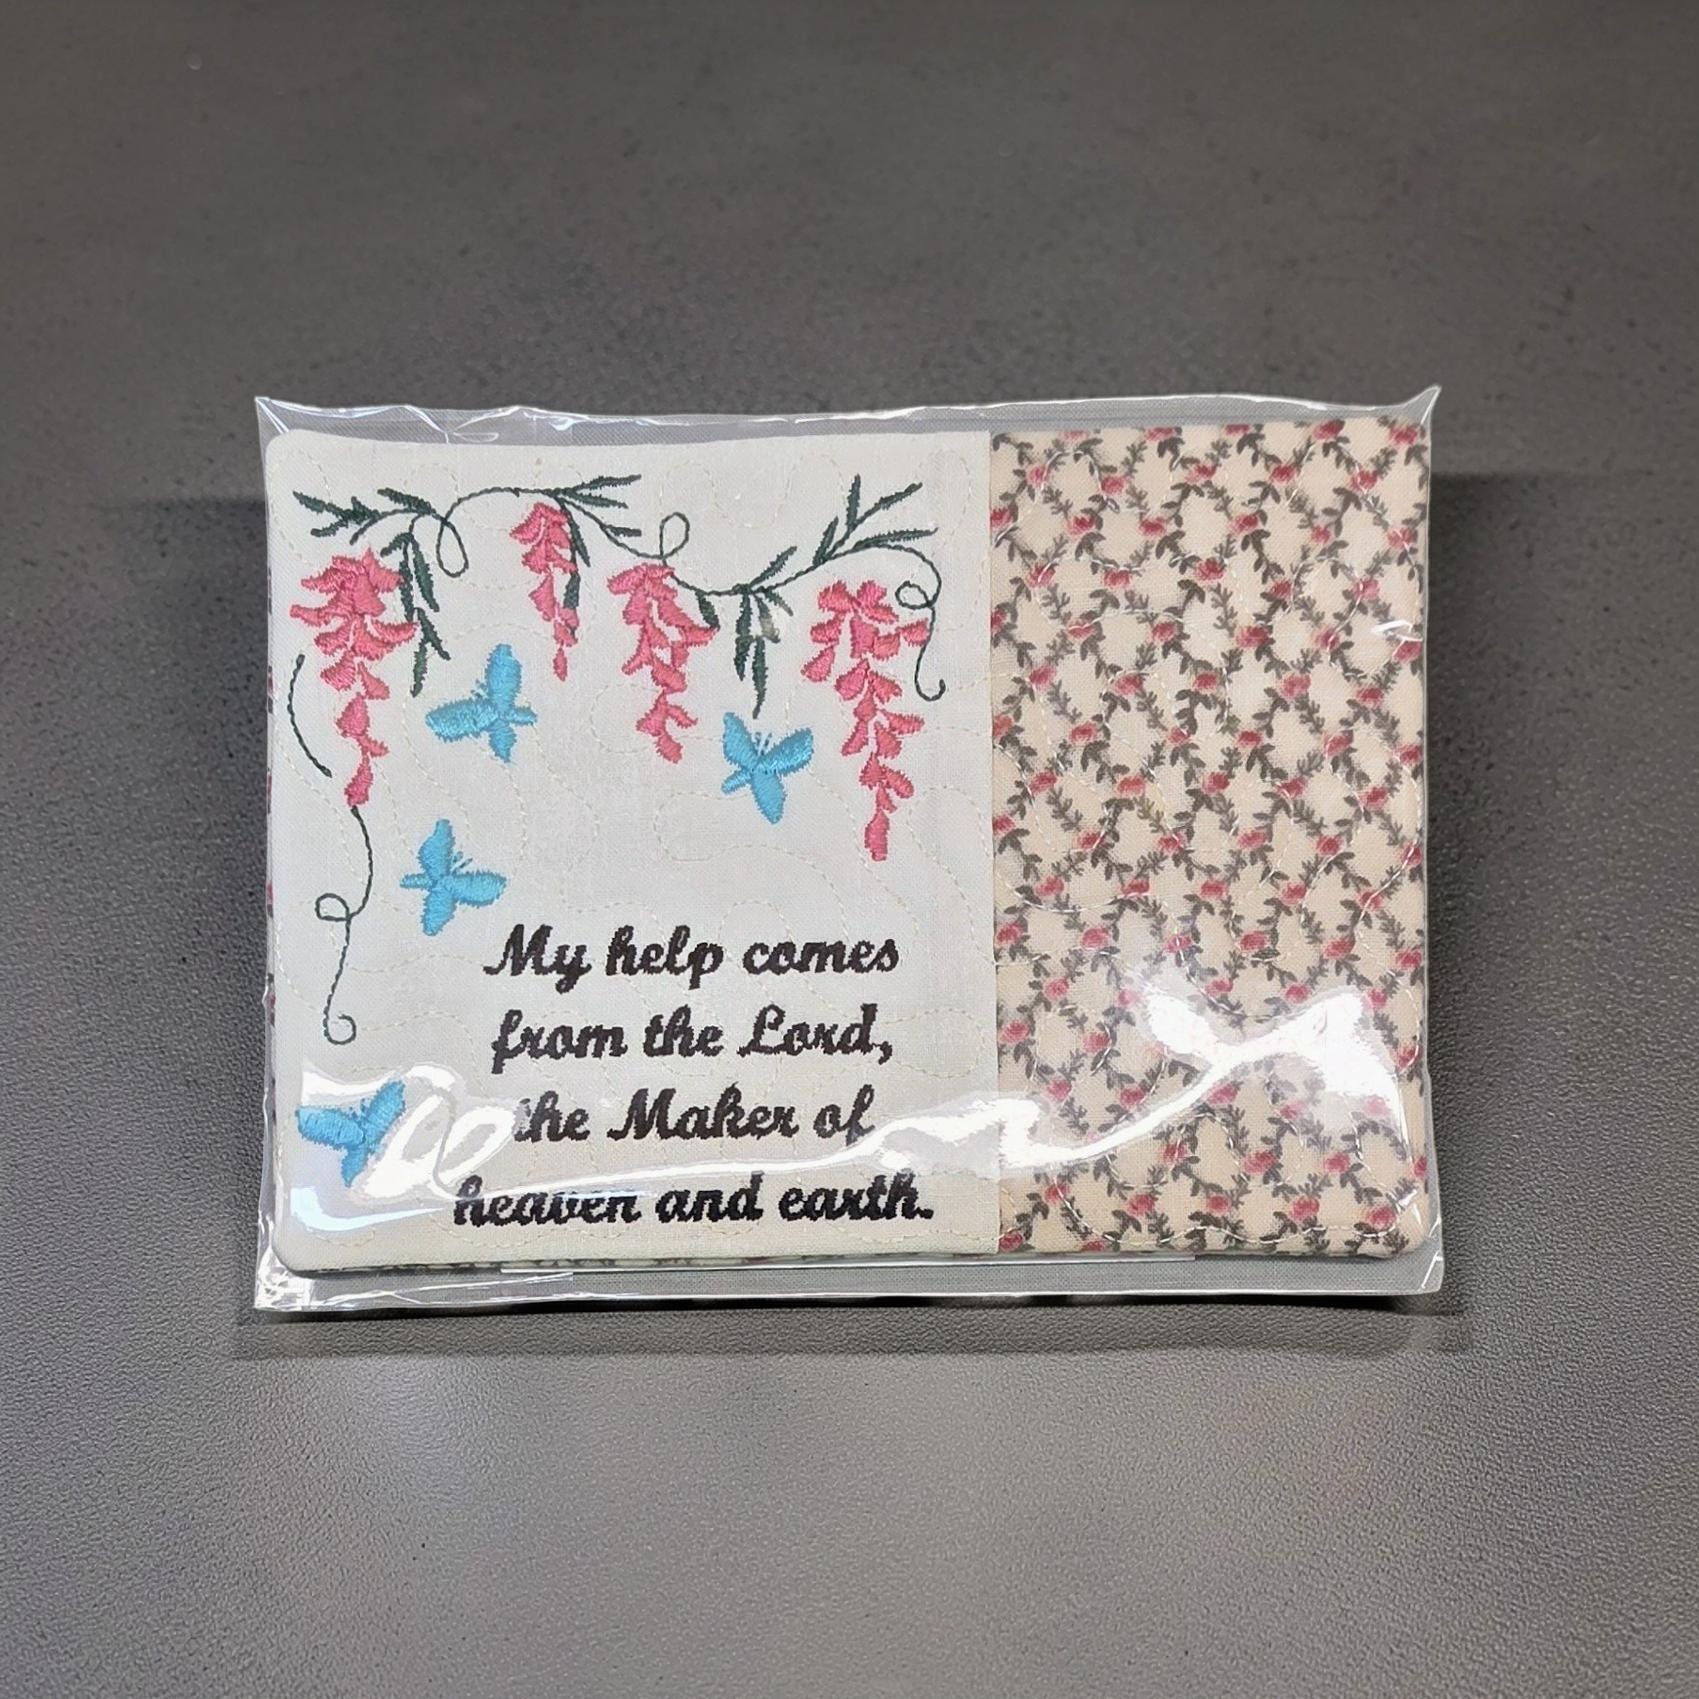 My help comes
from the Lord,
the Maker of
heaven and earth.